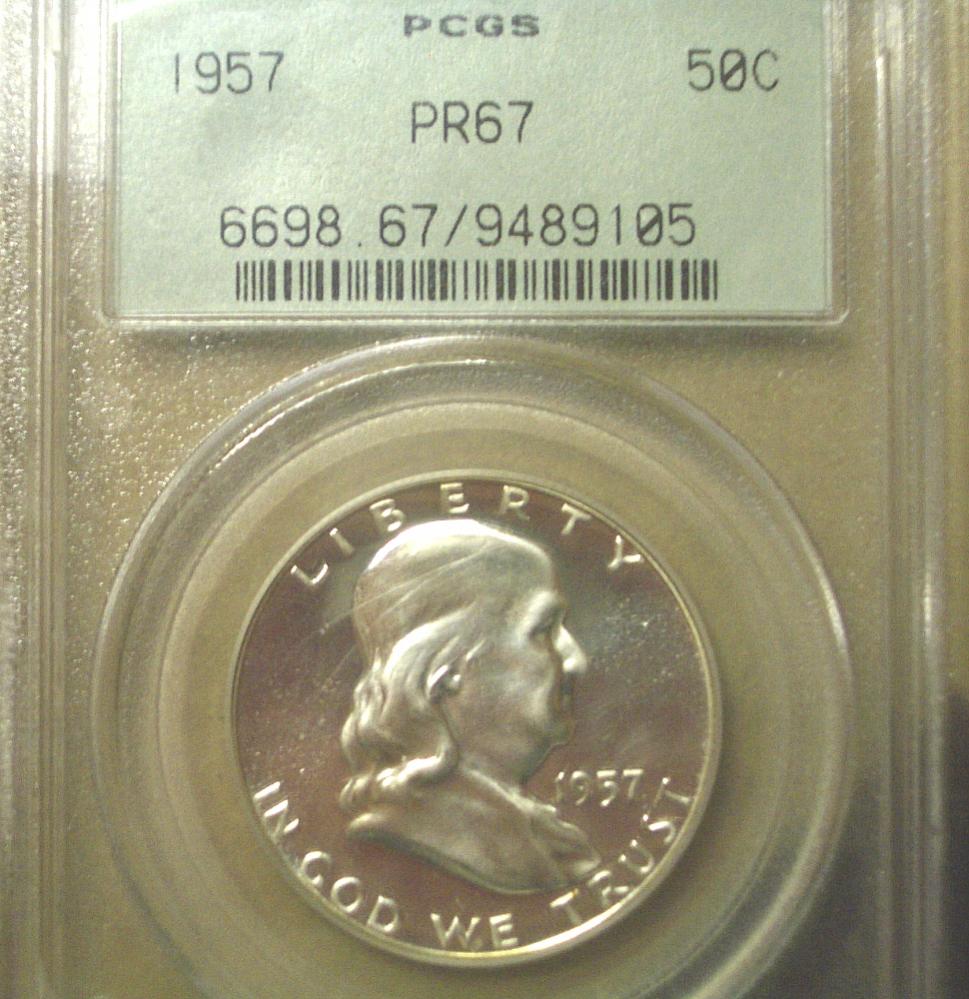 PCGS
1957 50C
PR67
6698.67/9489105
LIBERTY
1957
IN GOD WE TRUST